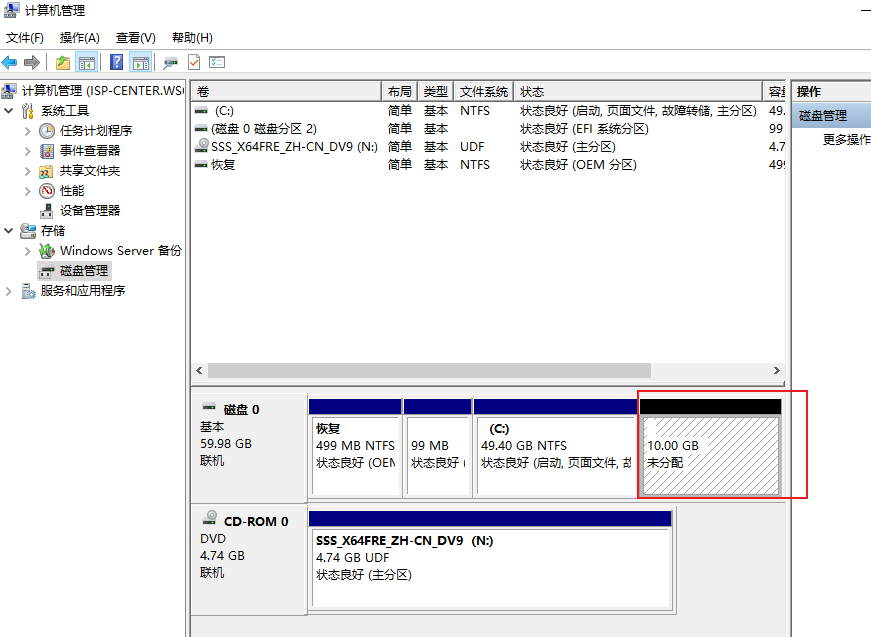 计算机管理
文件(F) 操作(A) 查看(V) 帮助(H)
计算机管理 (ISP-CENTER.WS
系统工具
任务计划程序
事件查看器
共享文件夹
性能
设备管理器
存储
Windows Server 备份
磁盘管理
服务和应用程序
卷 布局 类型 文件系统 状态
(C:) 简单 基本 NTFS 状态良好 (启动, 页面文件, 故障转储, 主分区) 49.
(磁盘 0 磁盘分区 2) 简单 基本 状态良好 (EFI 系统分区) 99
SSS_X64FRE_ZH-CN_DV9 (N:) 简单 基本 UDF 状态良好 (主分区) 4.7
恢复 简单 基本 NTFS 状态良好 (OEM 分区) 499
操作
磁盘管理
更多操作
磁盘 0
基本
59.98 GB
联机
恢复
499 MB NTFS
状态良好 (OEM
99 MB
状态良好 (
(C:)
49.40 GB NTFS
状态良好 (启动, 页面文件, 故
10.00 GB
未分配
CD-ROM 0
DVD
4.74 GB
联机
SSS_X64FRE_ZH-CN_DV9 (N:)
4.74 GB UDF
状态良好 (主分区)